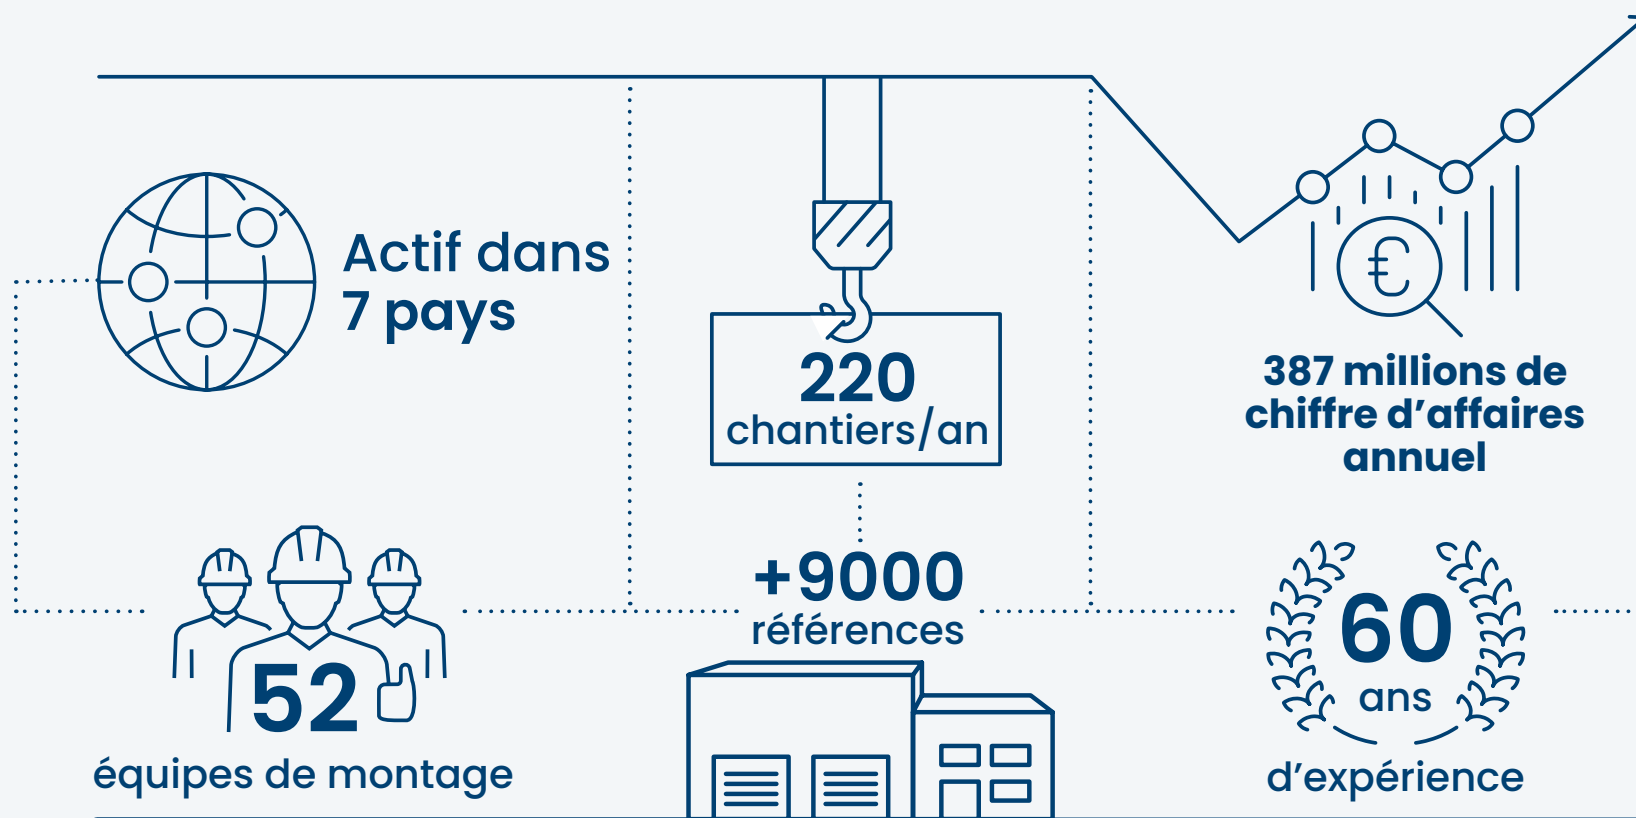 Actif dans
7 pays
220
chantiers/an
€
387 millions de
chiffre d’affaires
annuel
52
équipes de montage
+9000
références
60
ans
d’expérience